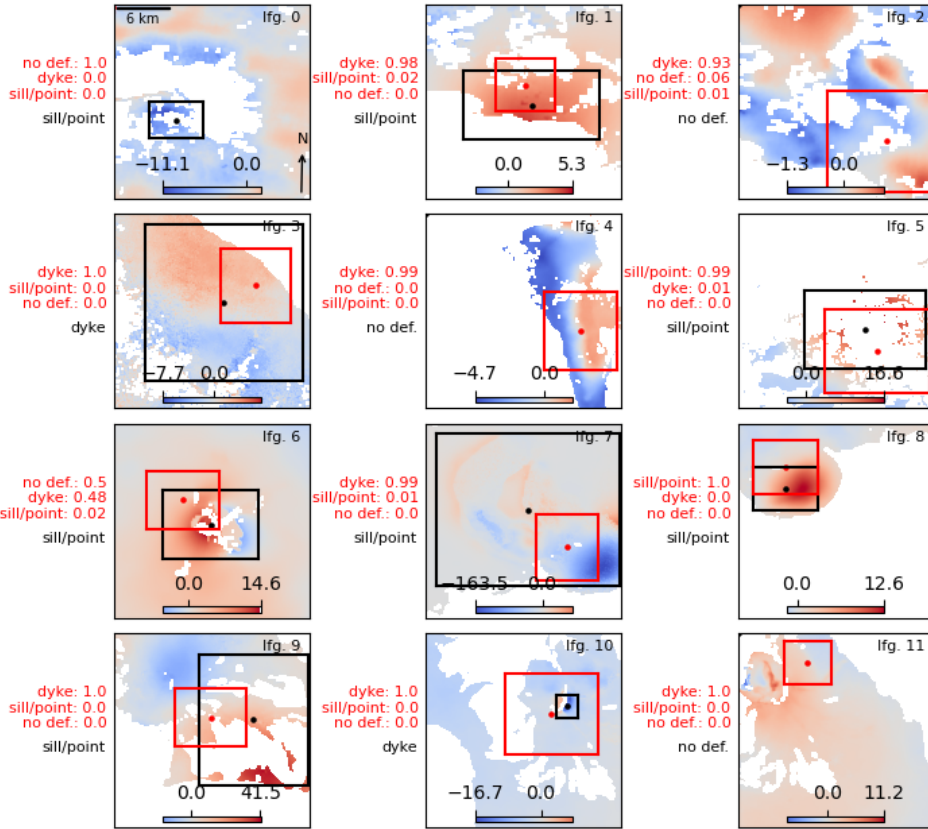 6 km
Ifg. 0
no def.: 1.0
dyke: 0.0
sill/point: 0.0
sill/point
N
−11.1 0.0
Ifg. 1
dyke: 0.98
sill/point: 0.02
no def.: 0.0
sill/point
0.0 5.3
Ifg. 2
dyke: 0.93
no def.: 0.06
sill/point: 0.01
no def.
−1.3 0.0
Ifg. 3
dyke: 1.0
sill/point: 0.0
no def.: 0.0
dyke
−7.7 0.0
Ifg. 4
dyke: 0.99
no def.: 0.0
sill/point: 0.0
no def.
−4.7 0.0
Ifg. 5
sill/point: 0.99
dyke: 0.01
no def.: 0.0
sill/point
0.0 16.6
Ifg. 6
no def.: 0.5
dyke: 0.48
sill/point: 0.02
sill/point
0.0 14.6
Ifg. 7
dyke: 0.99
sill/point: 0.01
no def.: 0.0
sill/point
−163.5 0.0
Ifg. 8
sill/point: 1.0
dyke: 0.0
no def.: 0.0
sill/point
0.0 12.6
Ifg. 9
dyke: 1.0
sill/point: 0.0
no def.: 0.0
sill/point
0.0 41.5
Ifg. 10
dyke: 1.0
sill/point: 0.0
no def.: 0.0
dyke
−16.7 0.0
Ifg. 11
dyke: 1.0
sill/point: 0.0
no def.: 0.0
no def.
0.0 11.2